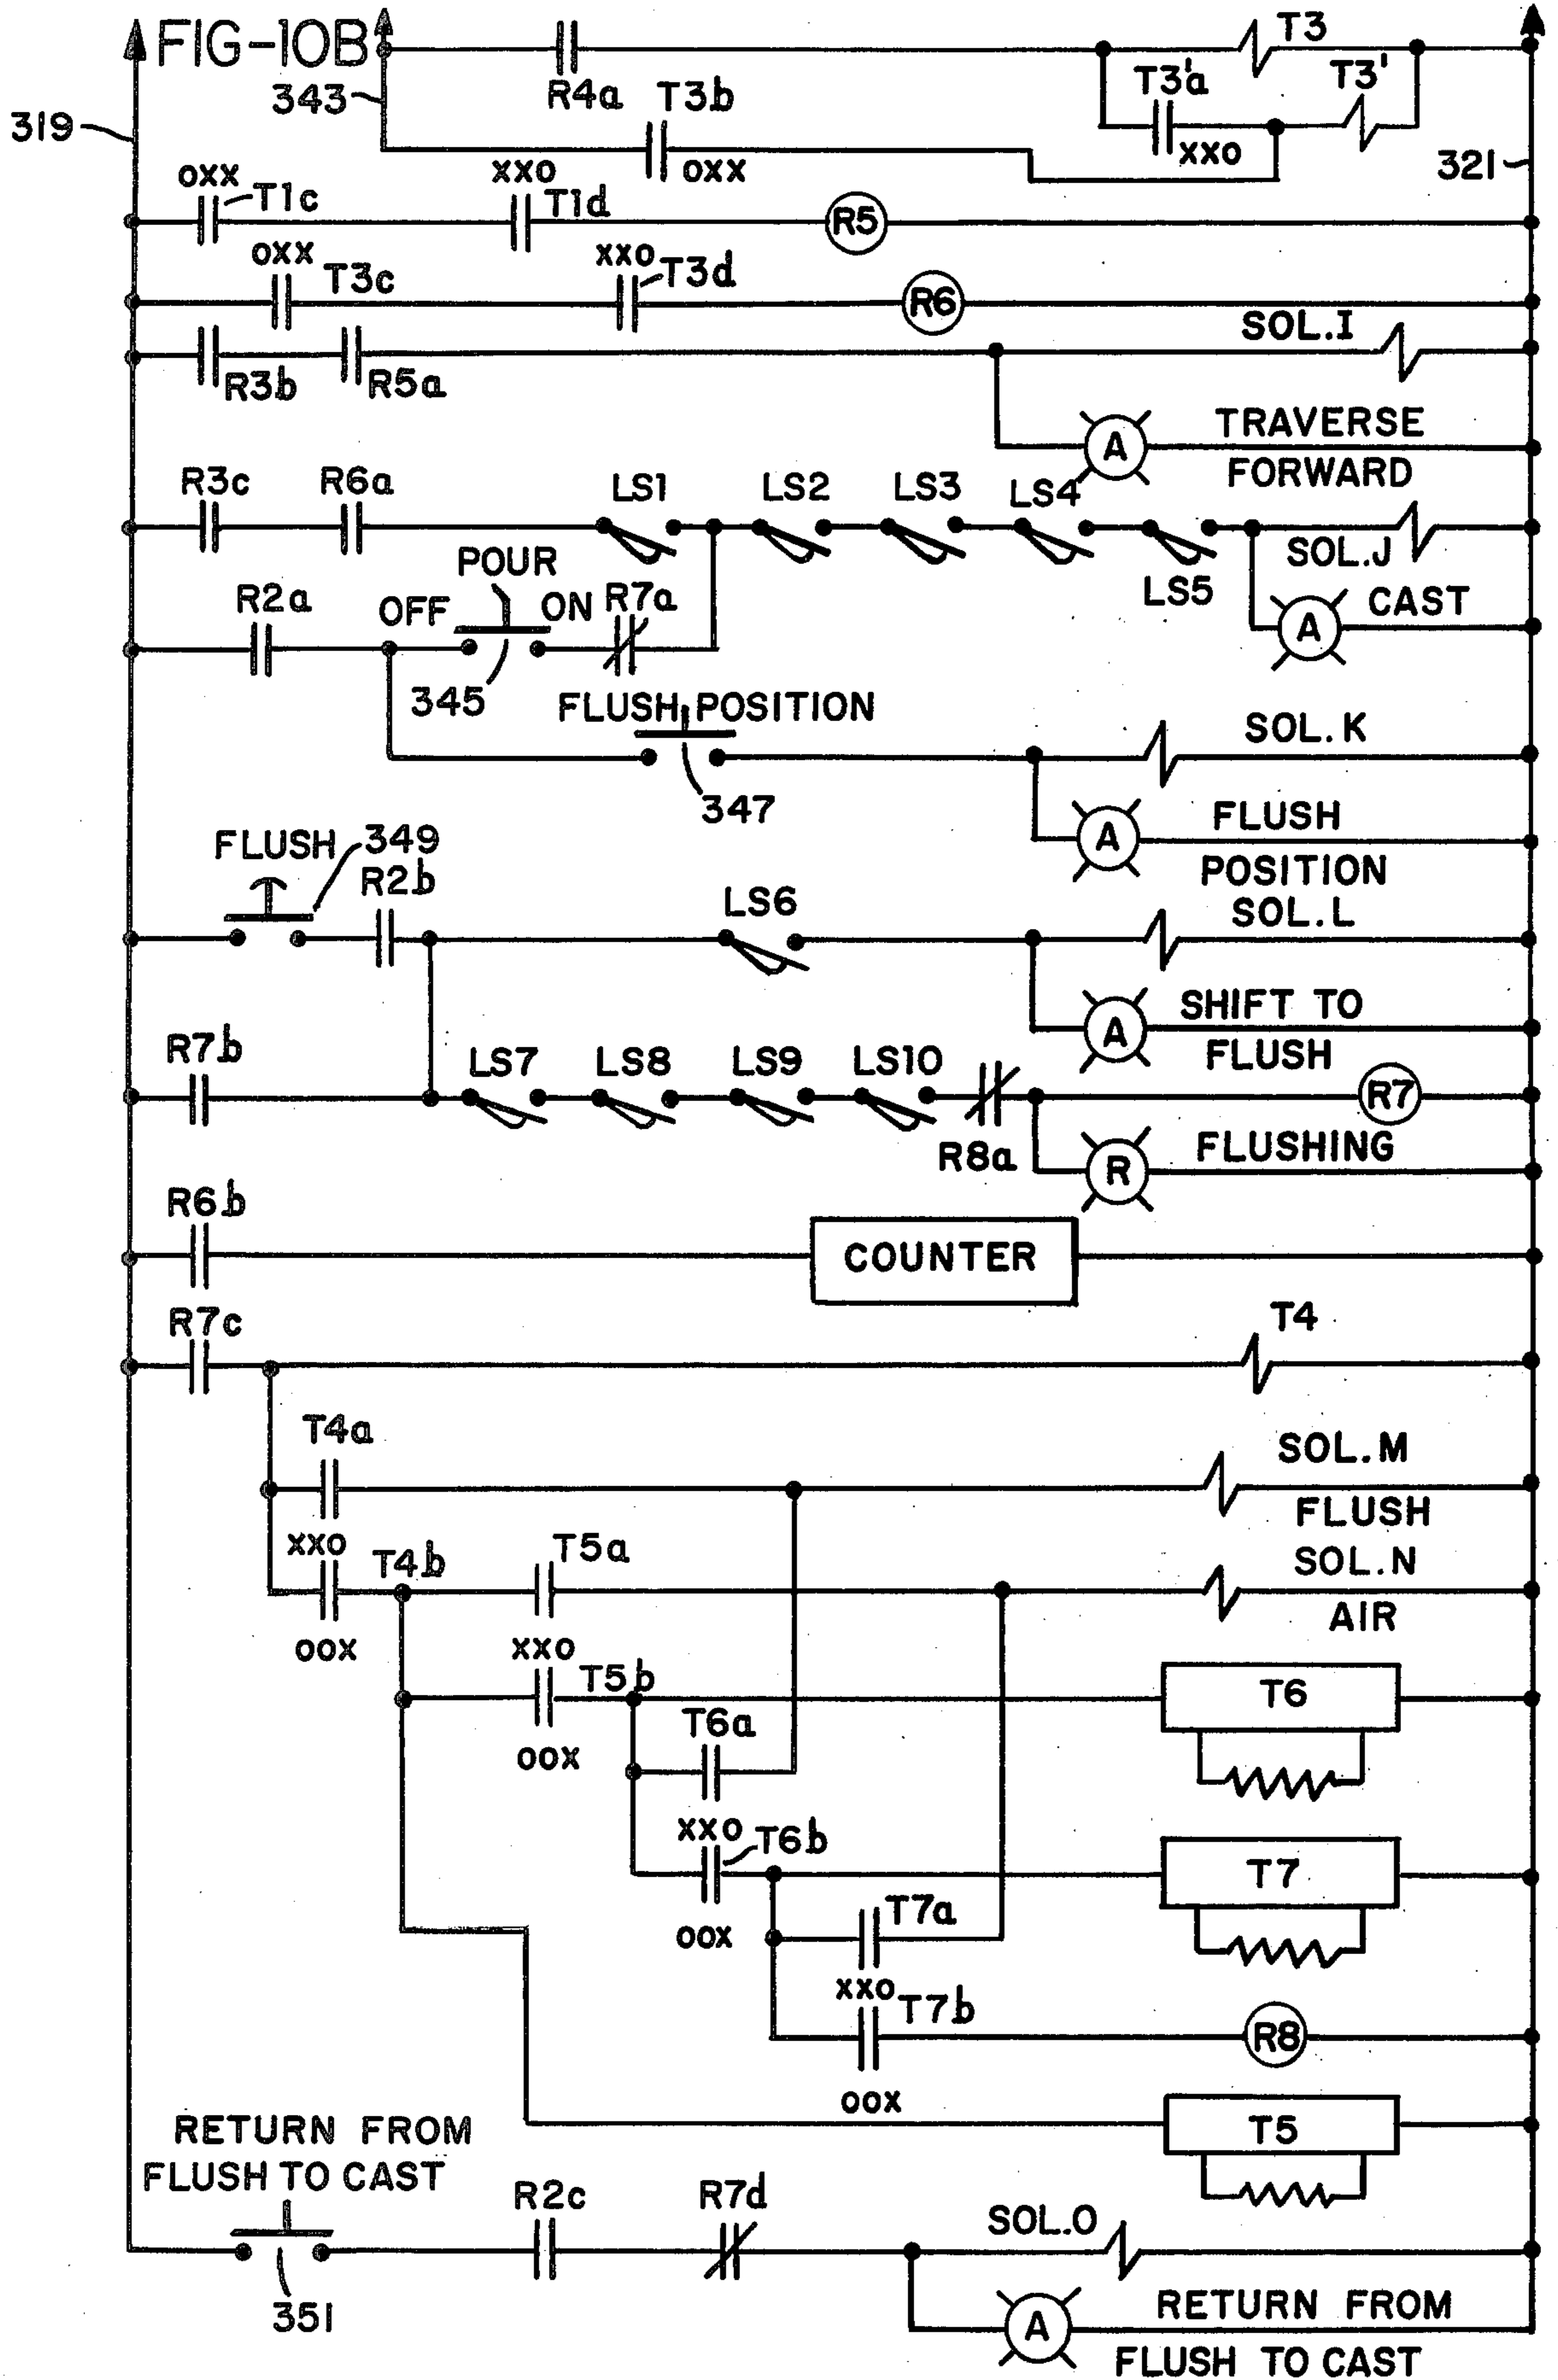 FIG-10B
T3
343
R4a
T3b
T3'a
T3'
319
xxo
oxx
321
oxx
T1c
xxo
T1d
R5
oxx
T3c
xxo
T3d
R6
SOL.I
R3b
R5a
A
TRAVERSE
FORWARD
R3c
R6a
LS1
LS2
LS3
LS4
LS5
SOL.J
POUR
R2a
OFF
ON
R7a
A
CAST
345
FLUSH POSITION
SOL.K
347
A
FLUSH
POSITION
FLUSH
349
R2b
LS6
SOL.L
A
SHIFT TO
FLUSH
R7b
LS7
LS8
LS9
LS10
R8a
R7
R
FLUSHING
R6b
COUNTER
R7c
T4
T4a
SOL.M
FLUSH
xxo
T4b
T5a
SOL.N
AIR
oox
xxo
T5b
T6
T6a
oox
xxo
T6b
T7
oox
T7a
xxo
T7b
R8
oox
T5
RETURN FROM
FLUSH TO CAST
R2c
R7d
SOL.O
351
A
RETURN FROM
FLUSH TO CAST